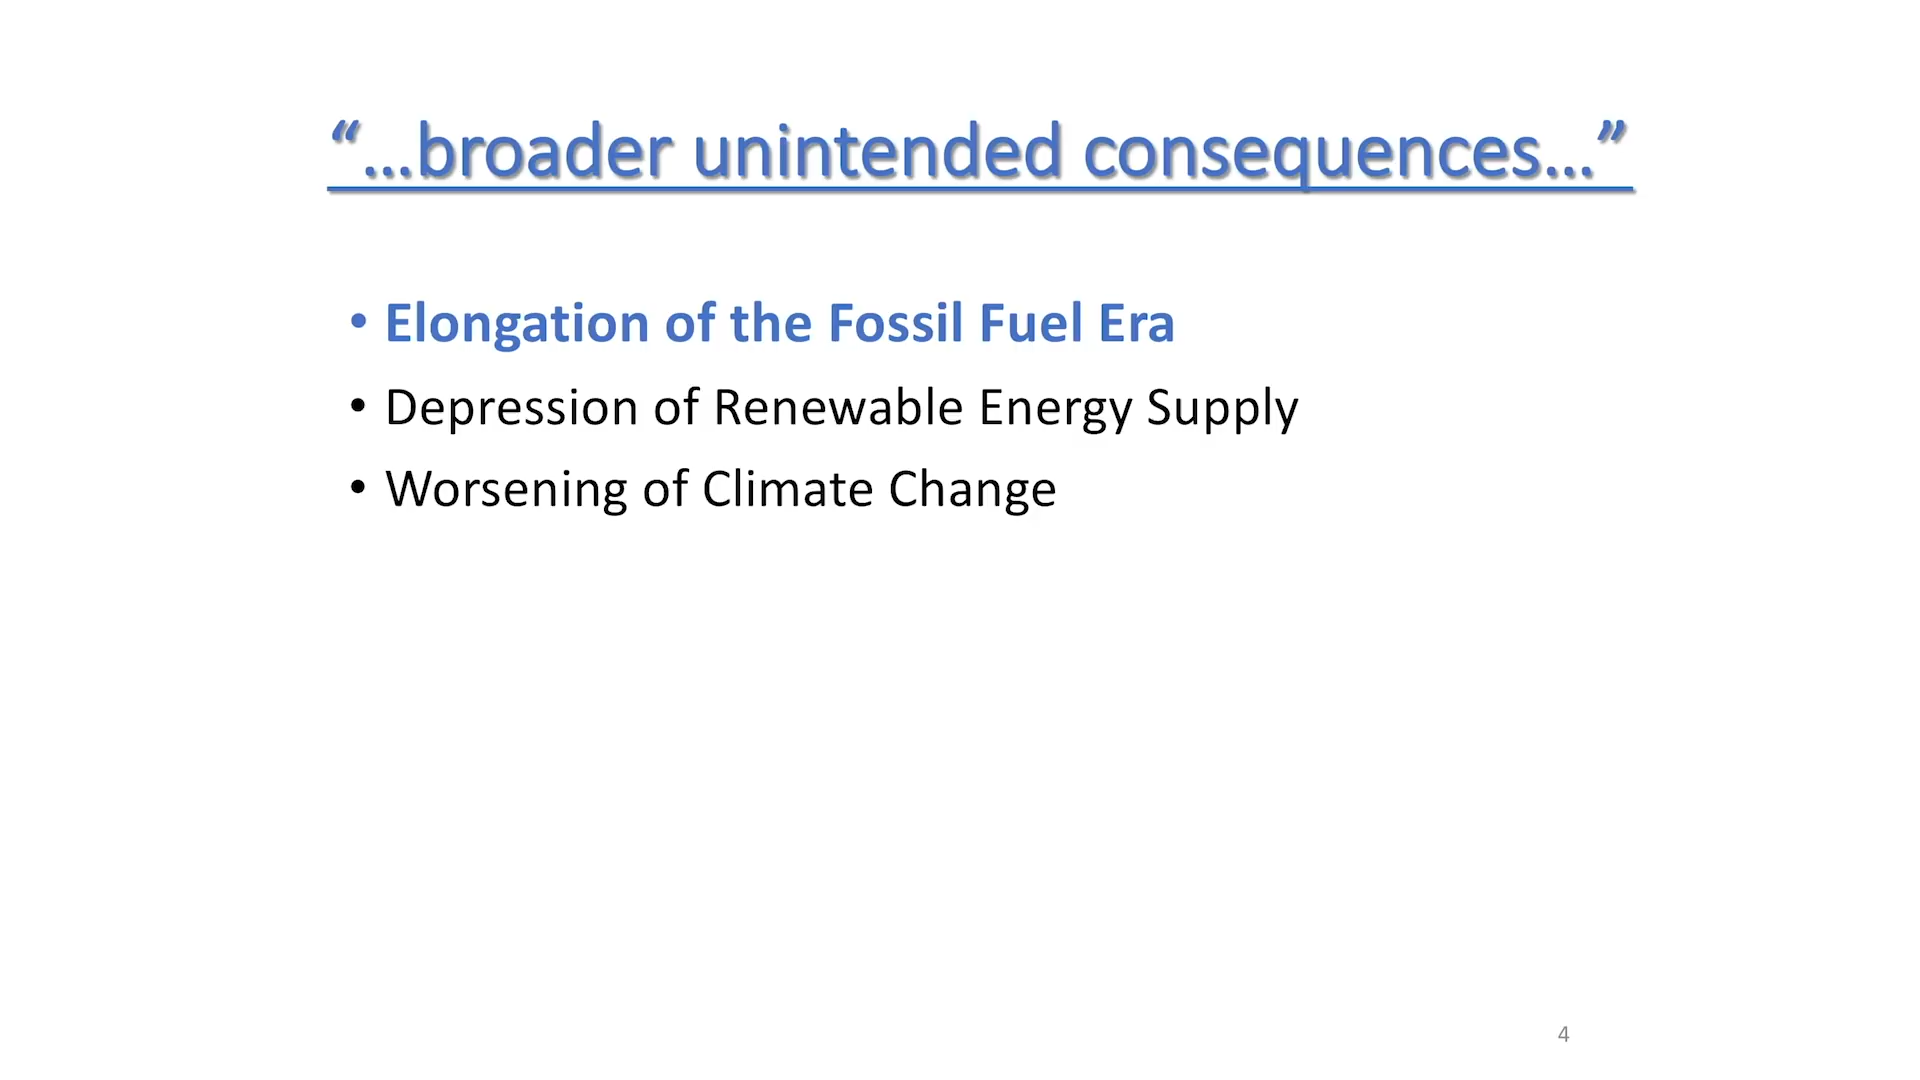 “…broader unintended consequences…”
• Elongation of the Fossil Fuel Era
• Depression of Renewable Energy Supply
• Worsening of Climate Change
4